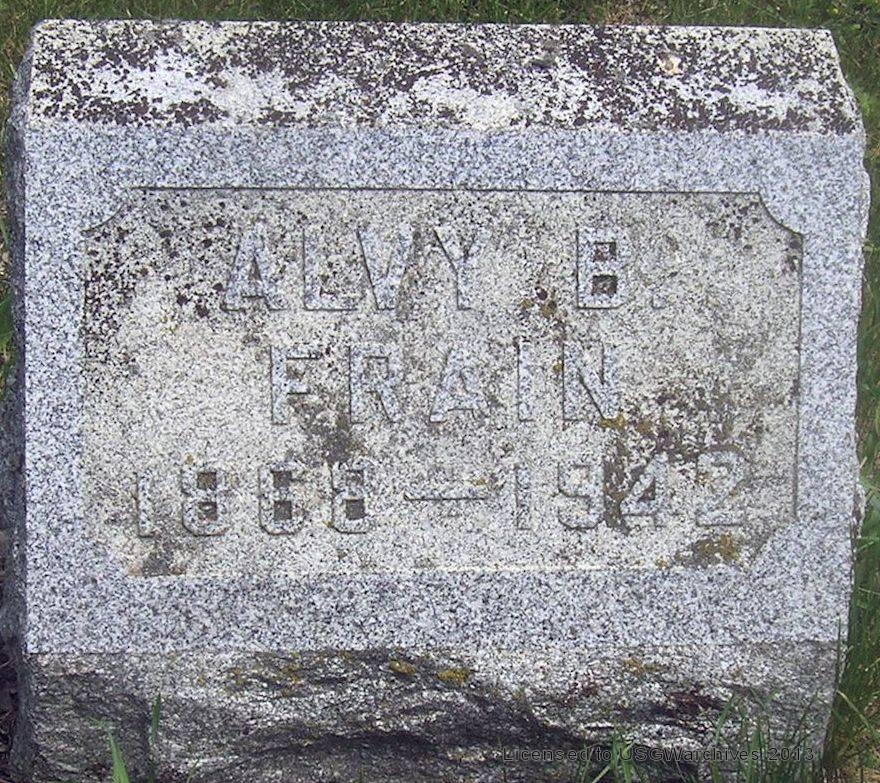 ALVY B.
FRAIN
1868—1942
Licensed to USGWarchives 2013